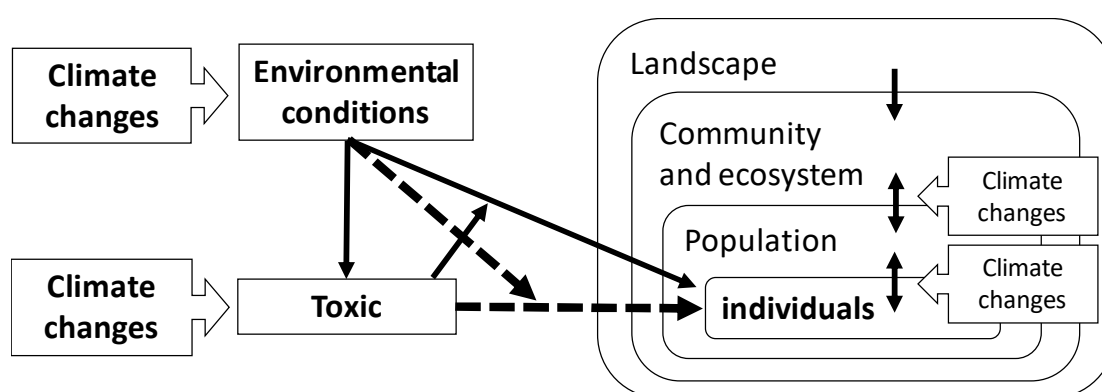 Climate
changes
Environmental
conditions
Landscape
Community
and ecosystem
Climate
changes
Population
Climate
changes
Toxic
individuals
Climate
changes